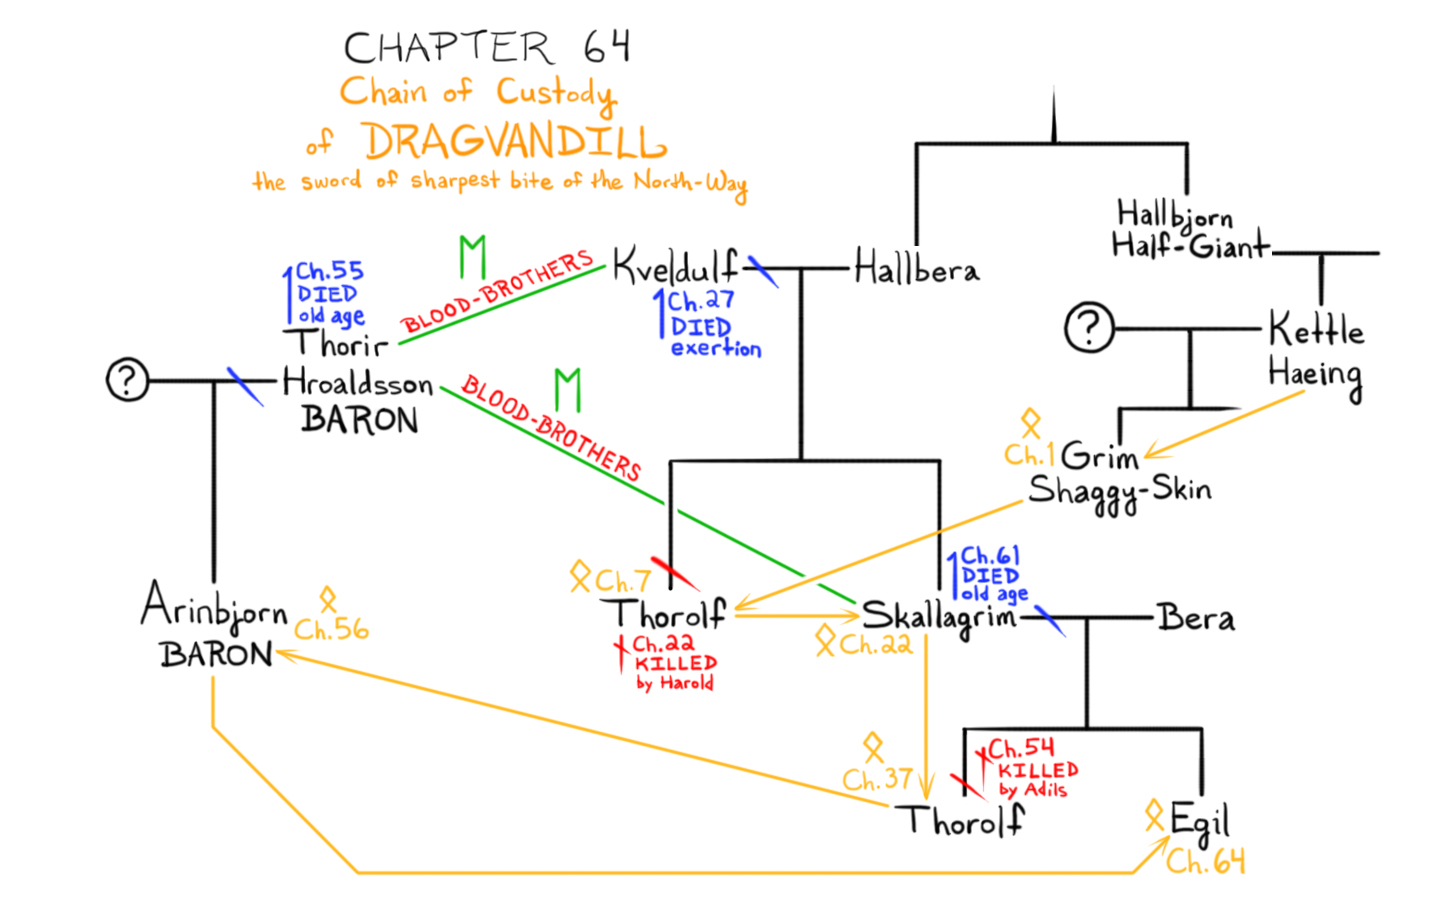 CHAPTER 64
Chain of Custody
of DRAGVANDILL
the sword of sharpest bite of the North-Way
Hallbjorn
Half-Giant
Kveldulf
Hallbera
Ch.27
DIED
exertion
BLOOD-BROTHERS
Ch.55
DIED
old age
Thorir
Hroaldsson
BARON
?
BLOOD-BROTHERS
?
Kettle
Haeing
Ch.1
Grim
Shaggy-Skin
Arinbjorn
BARON
Ch.56
Ch.7
Thorolf
Ch.22
KILLED
by Harold
Ch.61
DIED
old age
Skallagrim
Ch.22
Bera
Ch.37
Thorolf
Ch.54
KILLED
by Adils
Egil
Ch.64